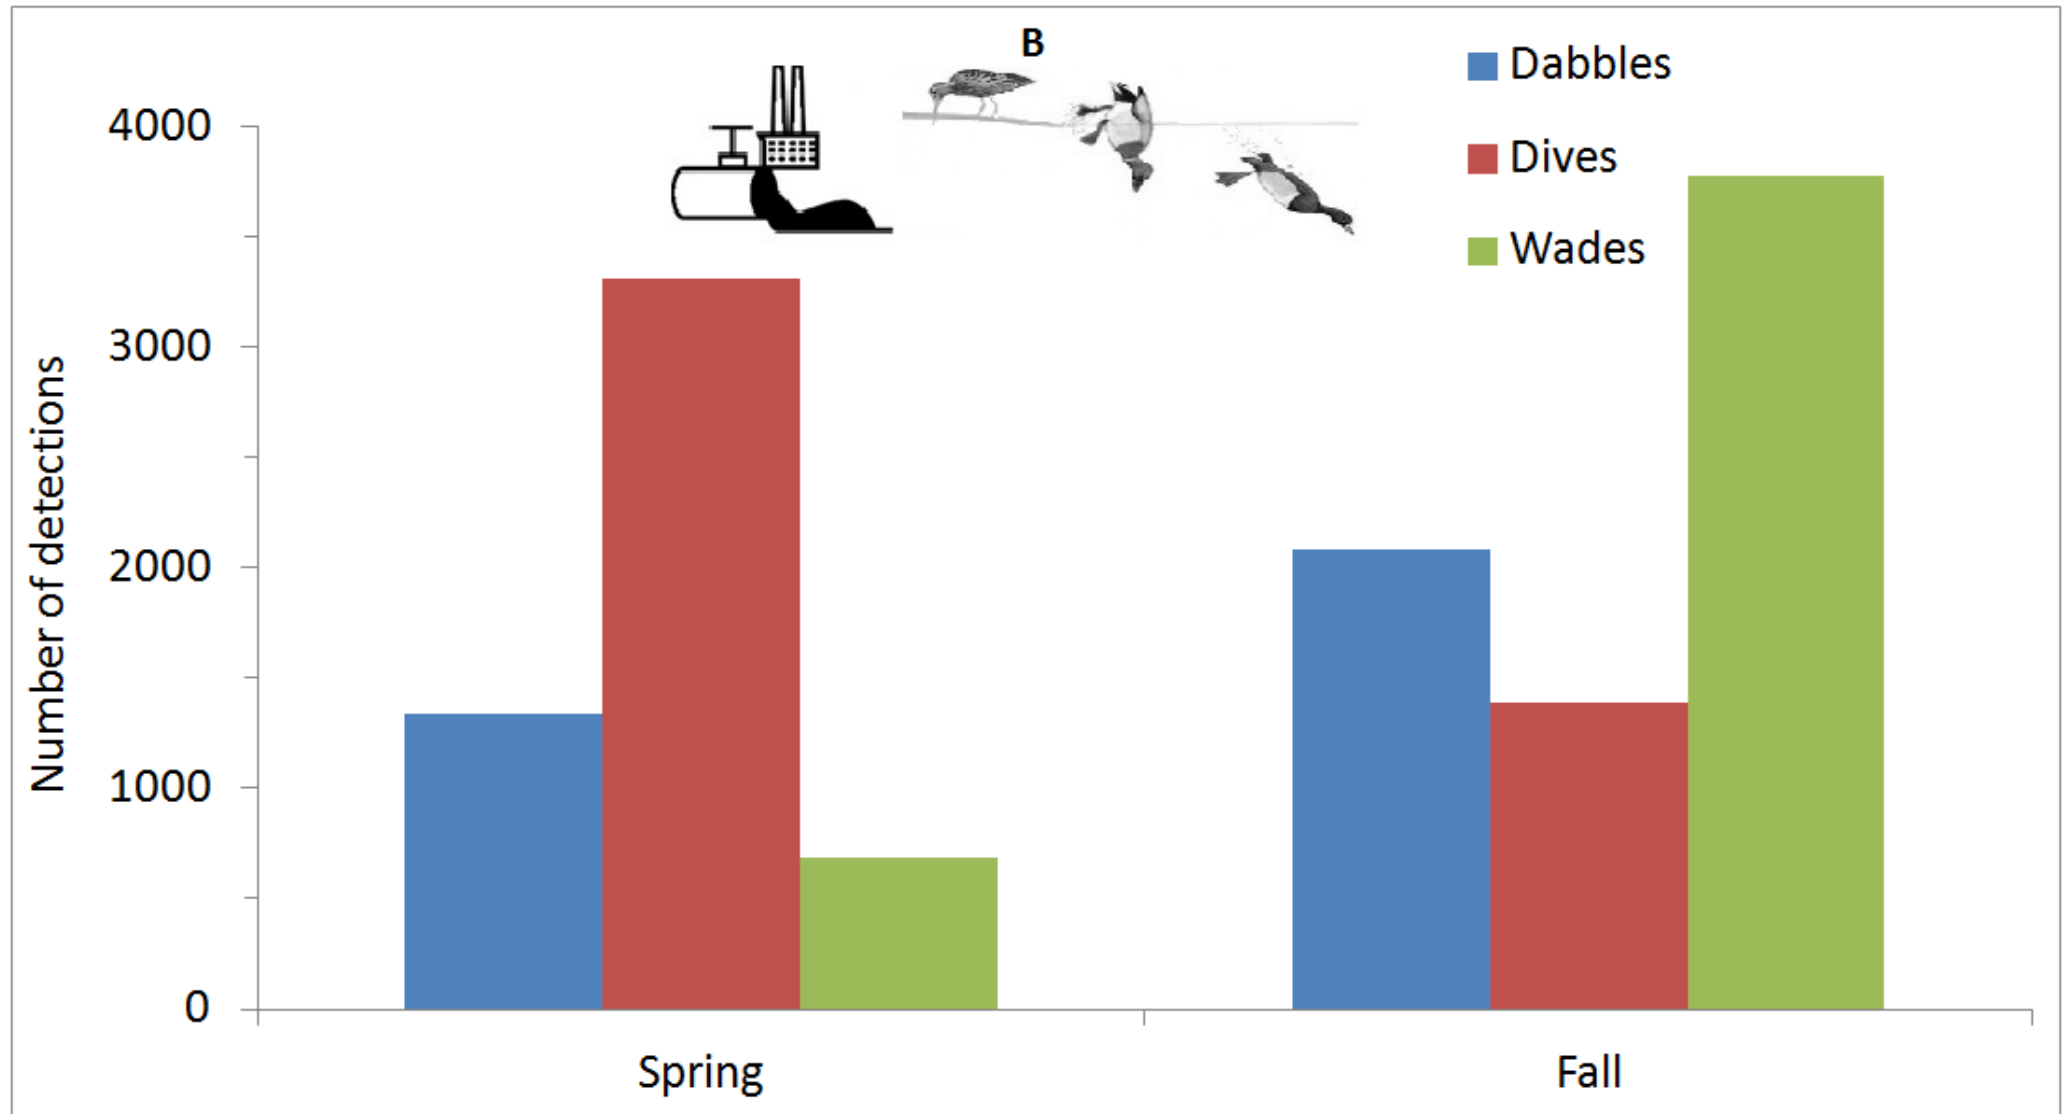 B
Dabbles
Dives
Wades
4000
3000
2000
1000
0
Number of detections
Spring
Fall